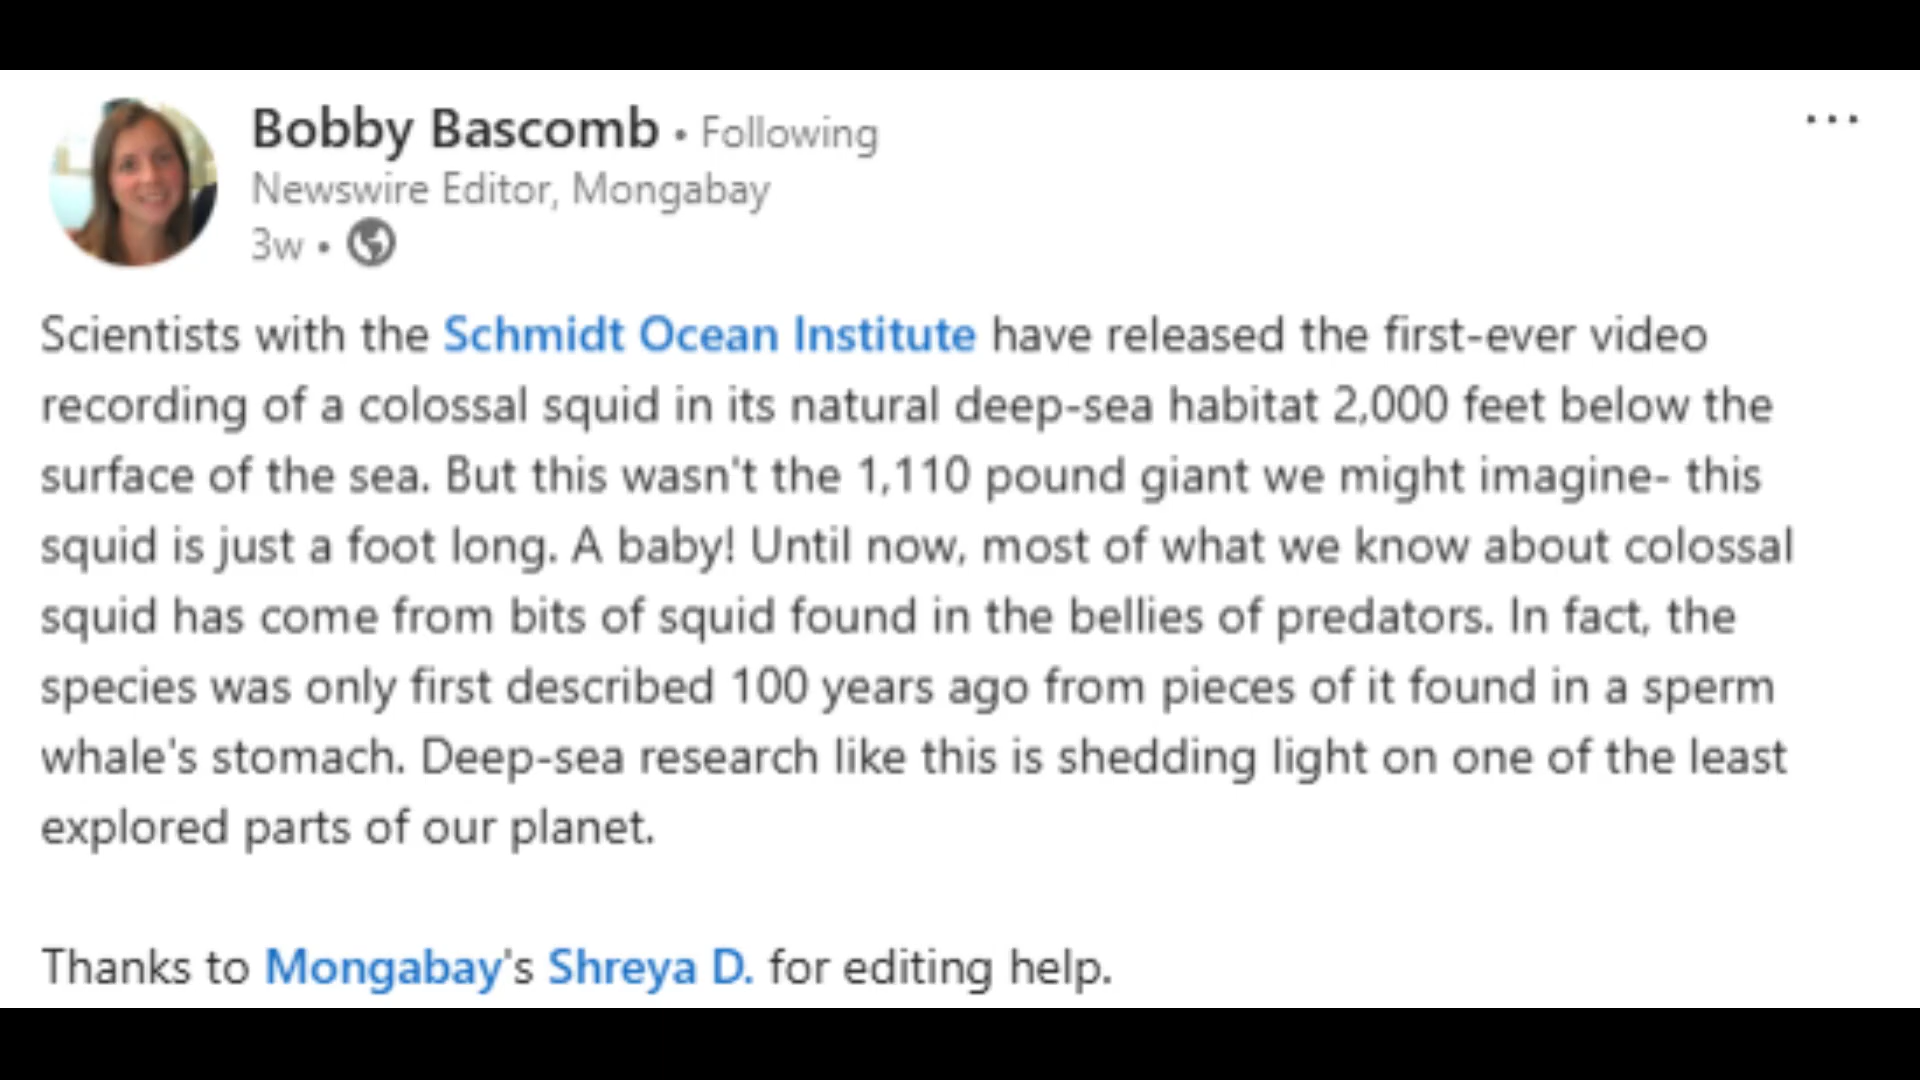 Bobby Bascomb • Following
Newswire Editor, Mongabay
3w •
Scientists with the Schmidt Ocean Institute have released the first-ever video
recording of a colossal squid in its natural deep-sea habitat 2,000 feet below the
surface of the sea. But this wasn't the 1,110 pound giant we might imagine- this
squid is just a foot long. A baby! Until now, most of what we know about colossal
squid has come from bits of squid found in the bellies of predators. In fact, the
species was only first described 100 years ago from pieces of it found in a sperm
whale's stomach. Deep-sea research like this is shedding light on one of the least
explored parts of our planet.
Thanks to Mongabay's Shreya D. for editing help.